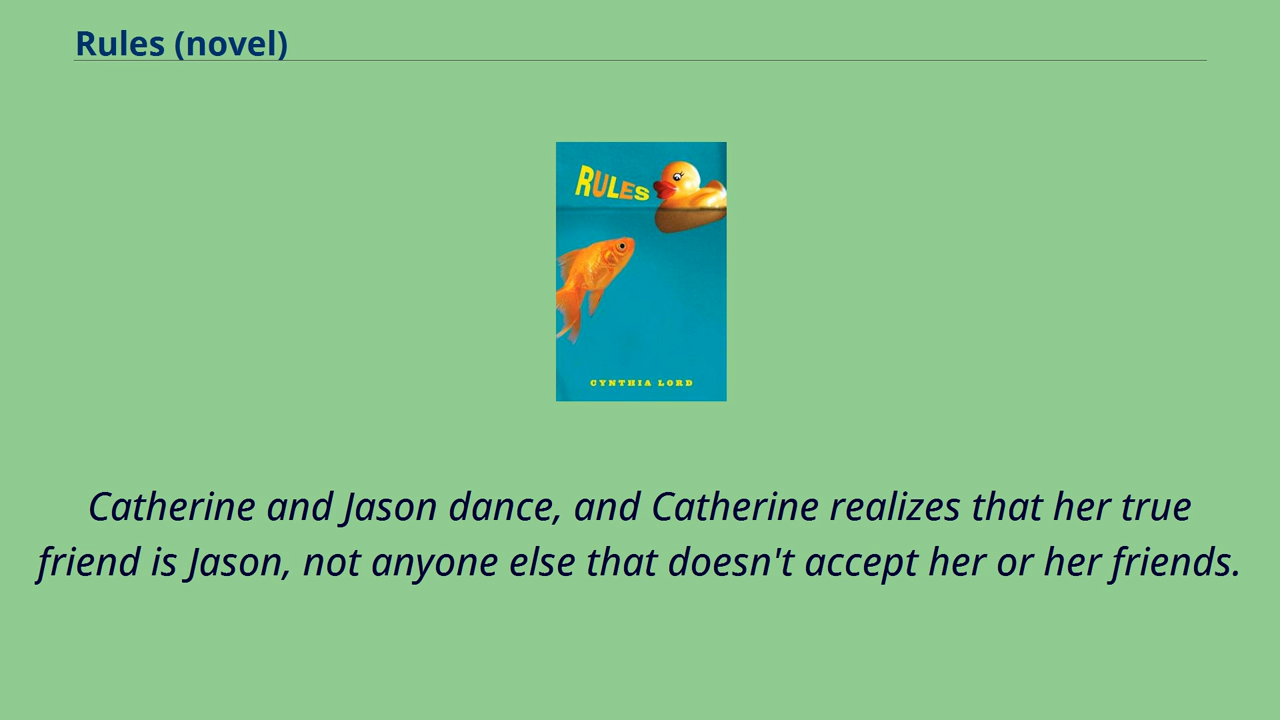 Rules (novel)
RULES
CYNTHIA LORD
Catherine and Jason dance, and Catherine realizes that her true
friend is Jason, not anyone else that doesn't accept her or her friends.